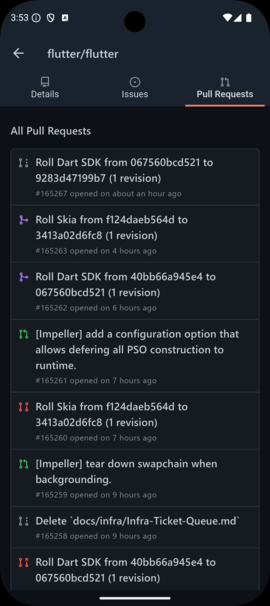 3:53
flutter/flutter
Details
Issues
Pull Requests
All Pull Requests
Roll Dart SDK from 067560bcd521 to
9283d47199b7 (1 revision)
#165267 opened on about an hour ago
Roll Skia from f124daeb564d to
3413a02d6fc8 (1 revision)
#165263 opened on 4 hours ago
Roll Dart SDK from 40bb66a945e4 to
067560bcd521 (1 revision)
#165262 opened on 6 hours ago
[Impeller] add a configuration option that
allows defering all PSO construction to
runtime.
#165261 opened on 7 hours ago
Roll Skia from f124daeb564d to
3413a02d6fc8 (1 revision)
#165260 opened on 7 hours ago
[Impeller] tear down swapchain when
backgrounding.
#165259 opened on 9 hours ago
Delete `docs/infra/Infra-Ticket-Queue.md`
#165258 opened on 9 hours ago
Roll Dart SDK from 40bb66a945e4 to
067560bcd521 (1 revision)